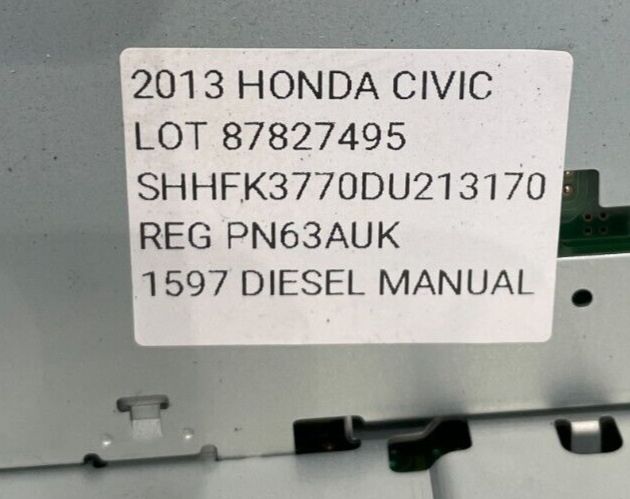 2013 HONDA CIVIC
LOT 87827495
SHHFK3770DU213170
REG PN63AUK
1597 DIESEL MANUAL